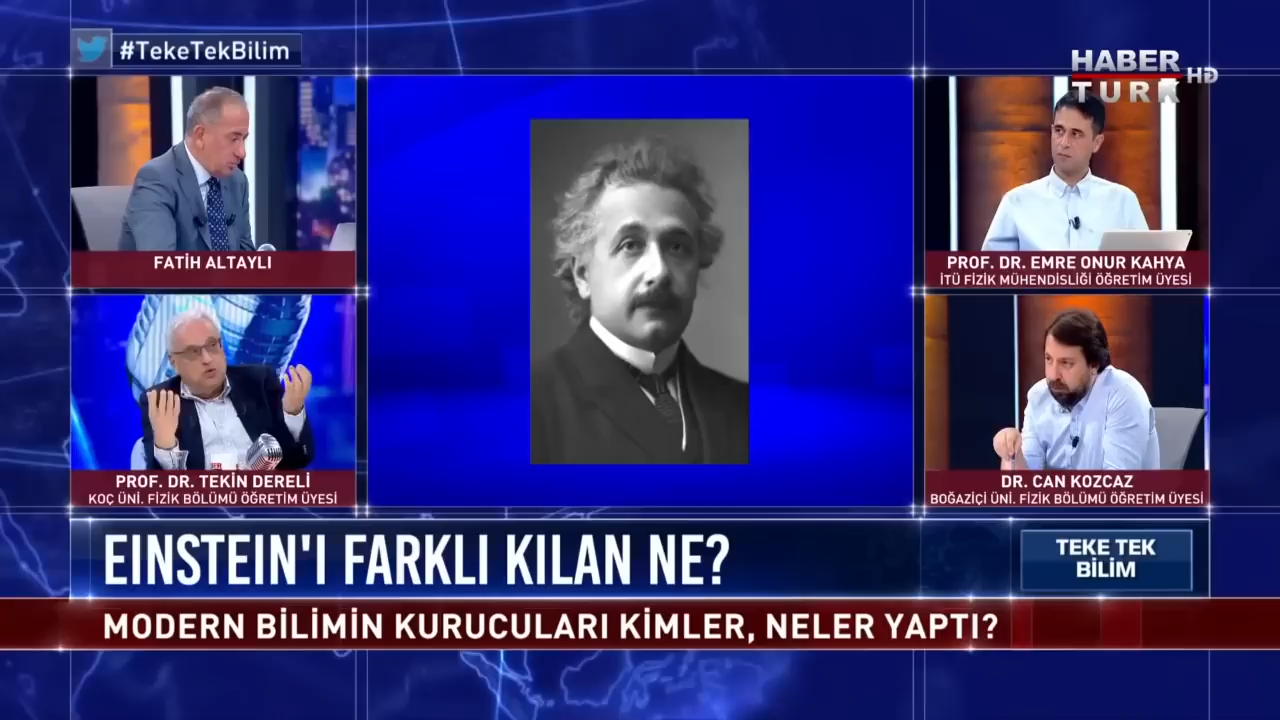 #TekeTekBilim
HABER
TURK HD
FATİH ALTAYLI
PROF. DR. EMRE ONUR KAHYA
İTÜ FİZİK MÜHENDİSLİĞİ ÖĞRETİM ÜYESİ
PROF. DR. TEKİN DERELİ
KOÇ ÜNİ. FİZİK BÖLÜMÜ ÖĞRETİM ÜYESİ
DR. CAN KOZCAZ
BOĞAZİÇİ ÜNİ. FİZİK BÖLÜMÜ ÖĞRETİM ÜYESİ
EINSTEIN'I FARKLI KILAN NE?
TEKE TEK
BİLİM
MODERN BİLİMİN KURUCULARI KİMLER, NELER YAPTI?